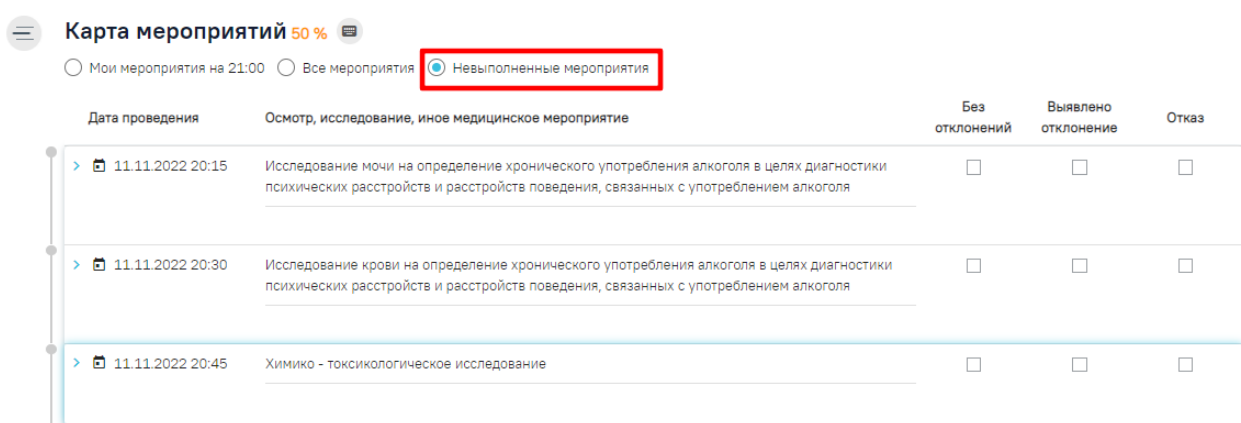 Карта мероприятий 50 %
Мои мероприятия на 21:00 Все мероприятия Невыполненные мероприятия
Дата проведения Осмотр, исследование, иное медицинское мероприятие Без отклонений Выявлено отклонение Отказ
11.11.2022 20:15 Исследование мочи на определение хронического употребления алкоголя в целях диагностики
психических расстройств и расстройств поведения, связанных с употреблением алкоголя
11.11.2022 20:30 Исследование крови на определение хронического употребления алкоголя в целях диагностики
психических расстройств и расстройств поведения, связанных с употреблением алкоголя
11.11.2022 20:45 Химико - токсикологическое исследование